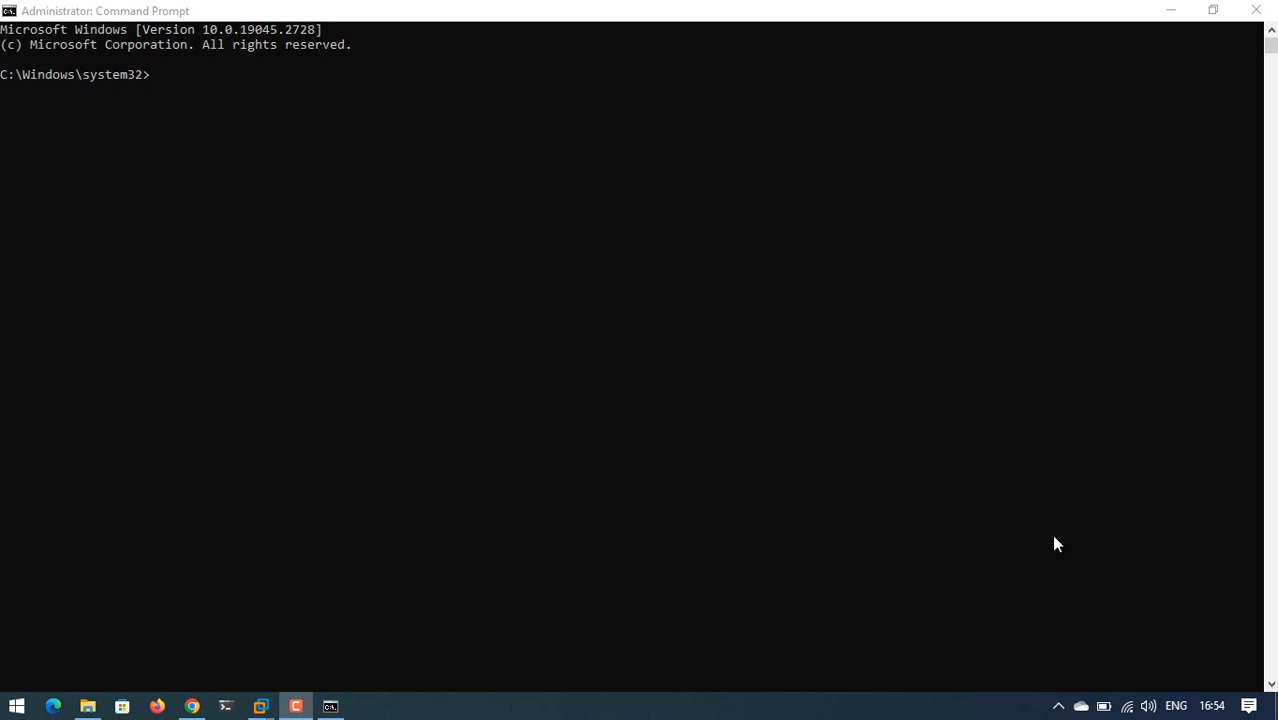 Administrator: Command Prompt
Microsoft Windows [Version 10.0.19045.2728]
(c) Microsoft Corporation. All rights reserved.
C:\Windows\system32>
ENG
16:54